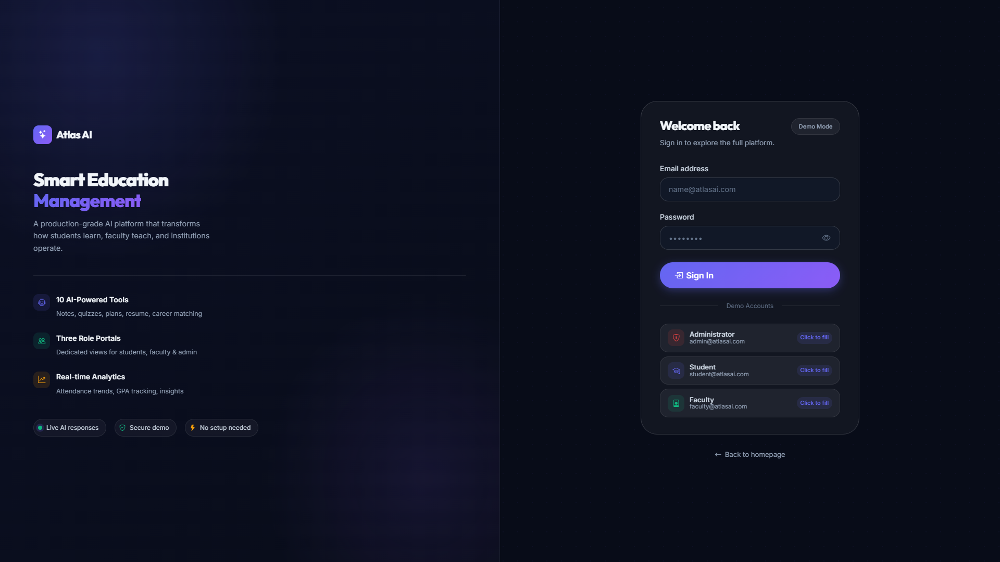 Atlas AI
Smart Education
Management
A production-grade AI platform that transforms
how students learn, faculty teach, and institutions
operate.
10 AI-Powered Tools
Notes, quizzes, plans, resume, career matching
Three Role Portals
Dedicated views for students, faculty & admin
Real-time Analytics
Attendance trends, GPA tracking, insights
Live AI responses
Secure demo
No setup needed
Welcome back
Demo Mode
Sign in to explore the full platform.
Email address
name@atlasai.com
Password
••••••••
Sign In
Demo Accounts
Administrator
admin@atlasai.com
Click to fill
Student
student@atlasai.com
Click to fill
Faculty
faculty@atlasai.com
Click to fill
← Back to homepage